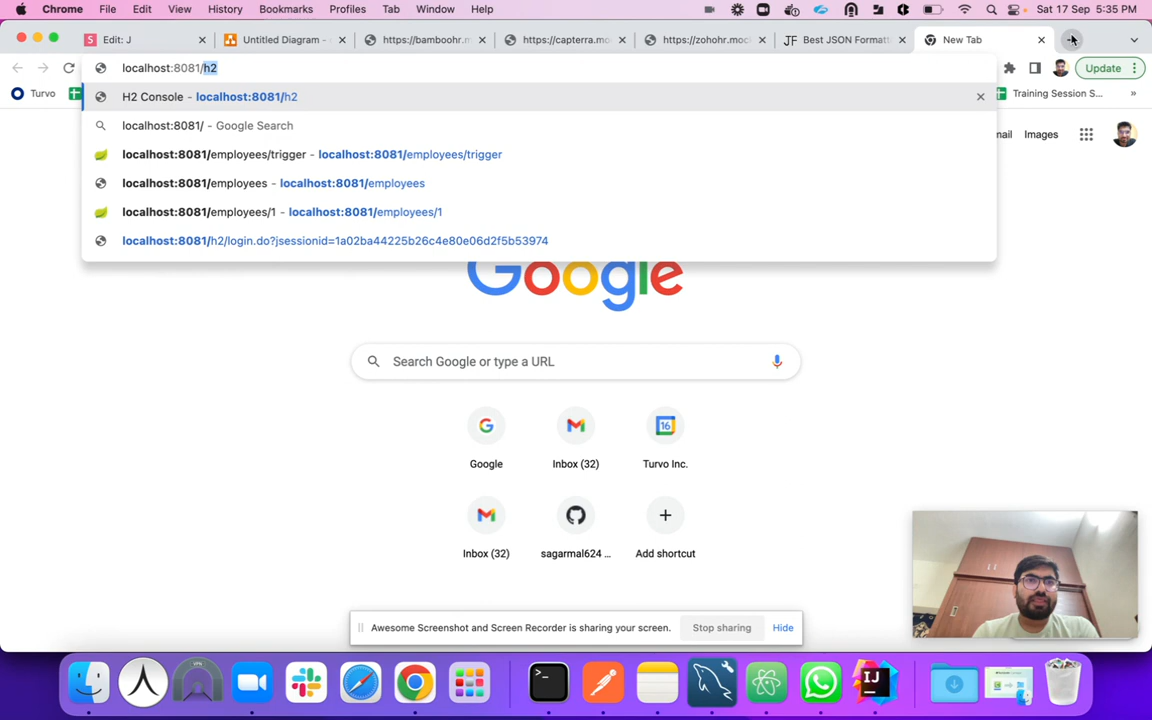 Chrome File Edit View History Bookmarks Profiles Tab Window Help Sat 17 Sep 5:35 PM
Edit: J Untitled Diagram - https://bamboohr.m https://capterra.mo https://zohohr.mock Best JSON Formatt New Tab
localhost:8081/h2 Update
H2 Console - localhost:8081/h2
Turvo Training Session S... »
localhost:8081/ - Google Search
mail Images
localhost:8081/employees/trigger - localhost:8081/employees/trigger
localhost:8081/employees - localhost:8081/employees
localhost:8081/employees/1 - localhost:8081/employees/1
localhost:8081/h2/login.do?jsessionid=1a02ba44225b26c4e80e06d2f5b53974
Google
Search Google or type a URL
16
Google Inbox (32) Turvo Inc.
Inbox (32) sagarmal624 ... Add shortcut
Awesome Screenshot and Screen Recorder is sharing your screen. Stop sharing Hide